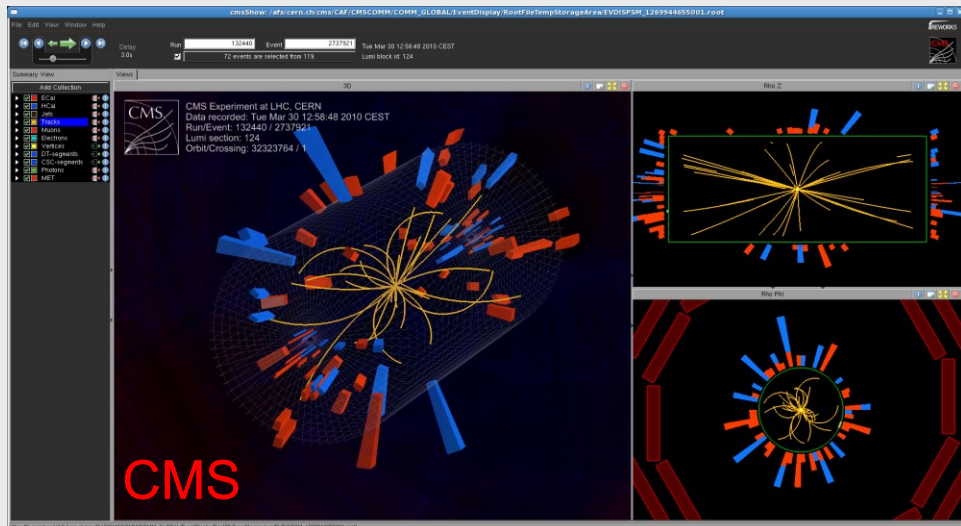 cmsShow: /afs/cern.ch/cms/CAF/CMSCOMM/COMM_GLOBAL/EventDisplay/RootFileTempStorageArea/EVDISPSM_1269944655001.root
File Edit View Window Help
FIREWORKS
Delay
3.0s
Run 132440 Event 2737921
Tue Mar 30 12:58:48 2010 CEST
72 events are selected from 119.
Lumi block id: 124
CMS
Summary View
Views
Add Collection
ECal
HCal
Jets
Tracks
Muons
Electrons
Vertices
DT-segments
CSC-segments
Photons
MET
3D
CMS
CMS Experiment at LHC, CERN
Data recorded: Tue Mar 30 12:58:48 2010 CEST
Run/Event: 132440 / 2737921
Lumi section: 124
Orbit/Crossing: 32323764 / 1
CMS
Rho Z
Rho Phi